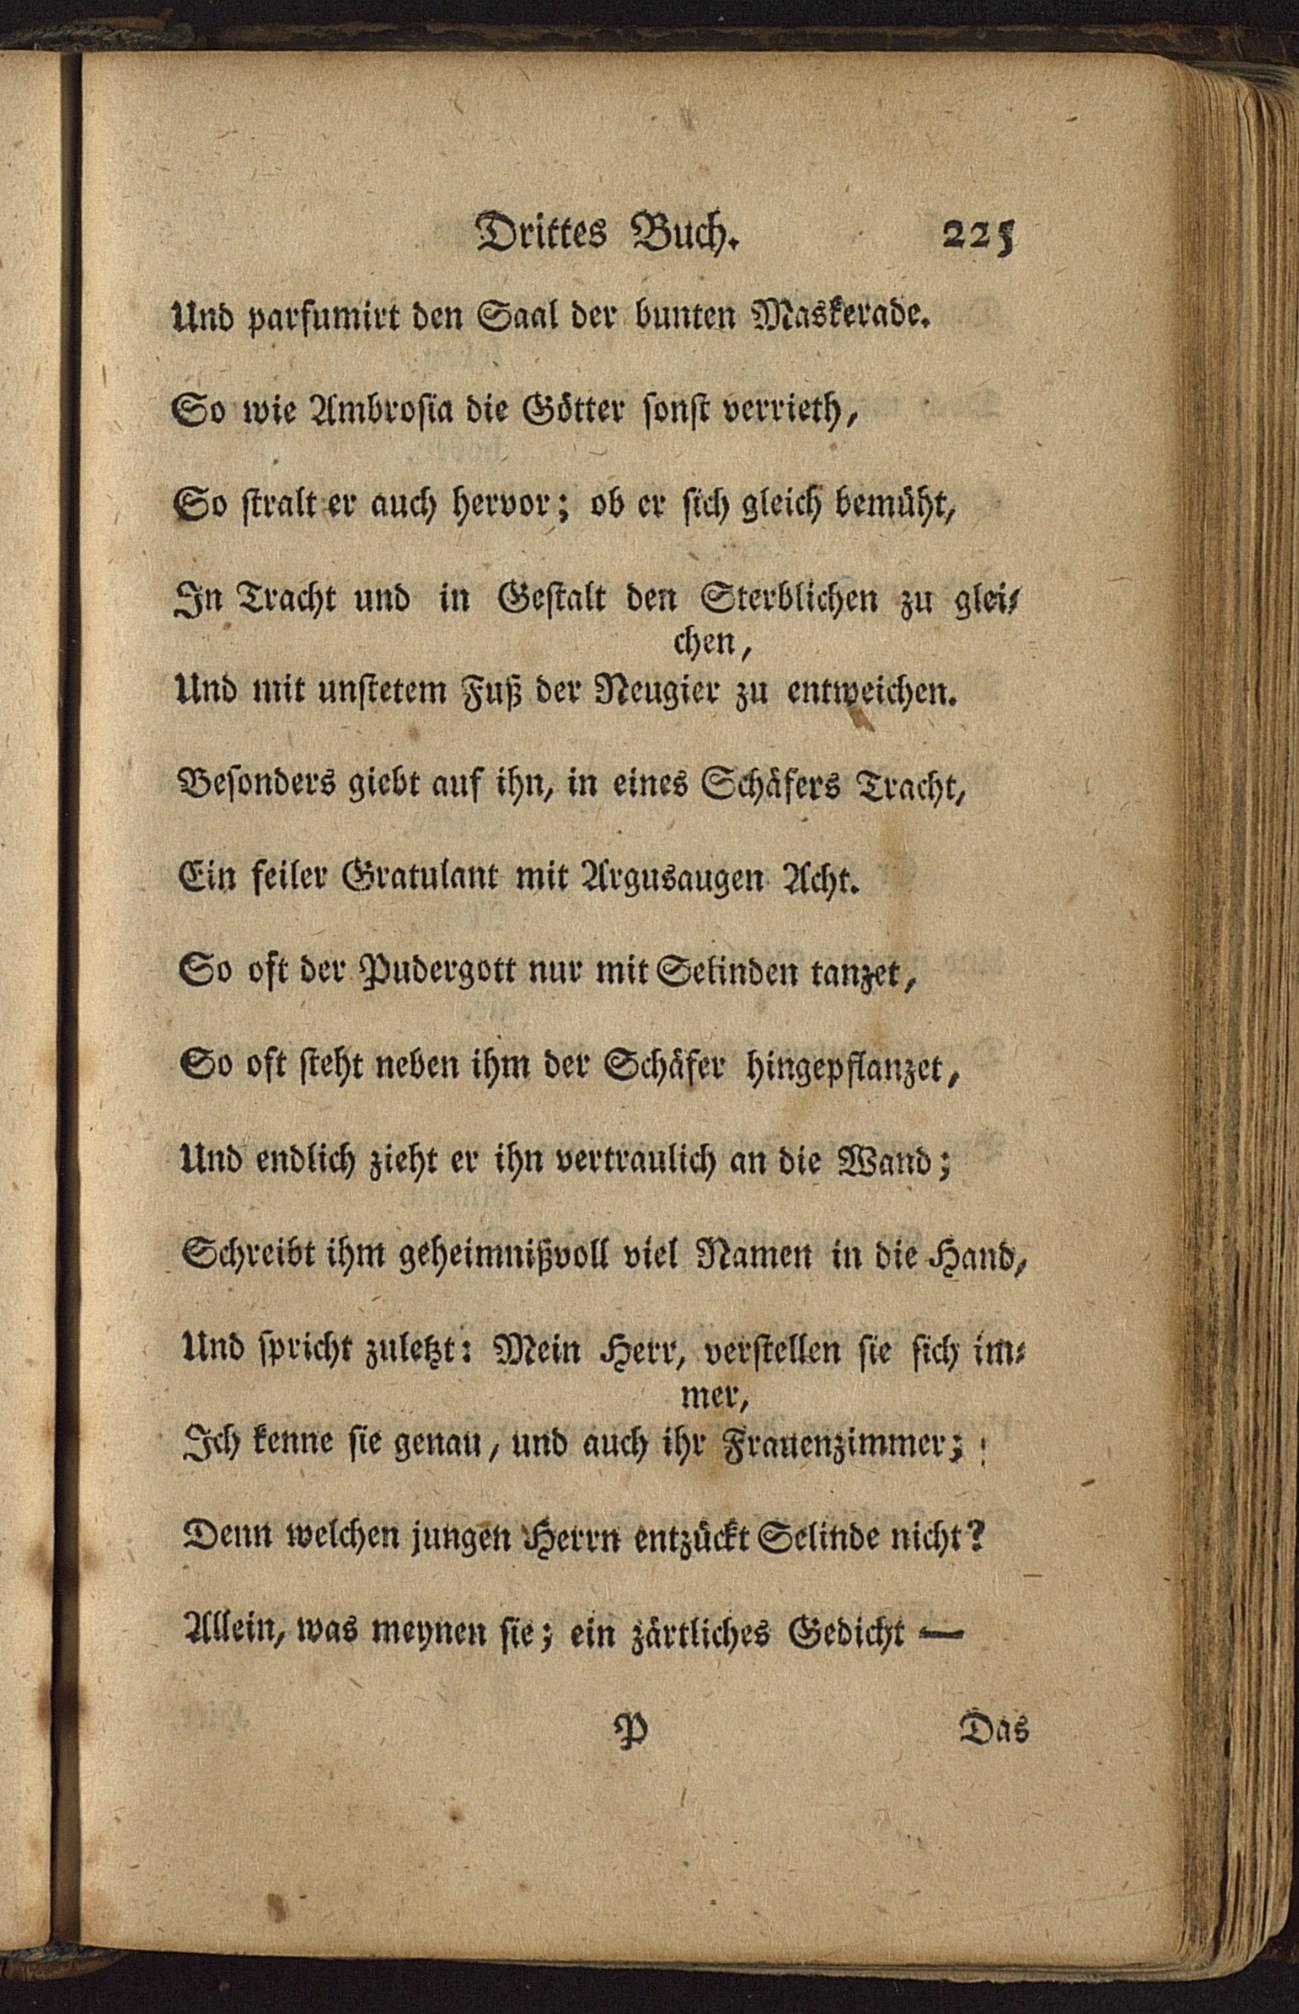 Drittes Buch. 225
Und parfumirt den Saal der bunten Maskerade.
So wie Ambrosia die Götter sonst verrieth,
So stralt er auch hervor; ob er sich gleich bemüht,
In Tracht und in Gestalt den Sterblichen zu glei-
chen,
Und mit unstetem Fuß der Neugier zu entweichen.
Besonders giebt auf ihn, in eines Schäfers Tracht,
Ein feiler Gratulant mit Argusaugen Acht.
So oft der Pudergott nur mit Selinden tanzet,
So oft steht neben ihm der Schäfer hingepflanzet,
Und endlich zieht er ihn vertraulich an die Wand;
Schreibt ihm geheimnißvoll viel Namen in die Hand,
Und spricht zuletzt: Mein Herr, verstellen sie sich im-
mer,
Ich kenne sie genau, und auch ihr Frauenzimmer;
Denn welchen jungen Herrn entzückt Selinde nicht?
Allein, was meynen sie; ein zärtliches Gedicht —
P Das